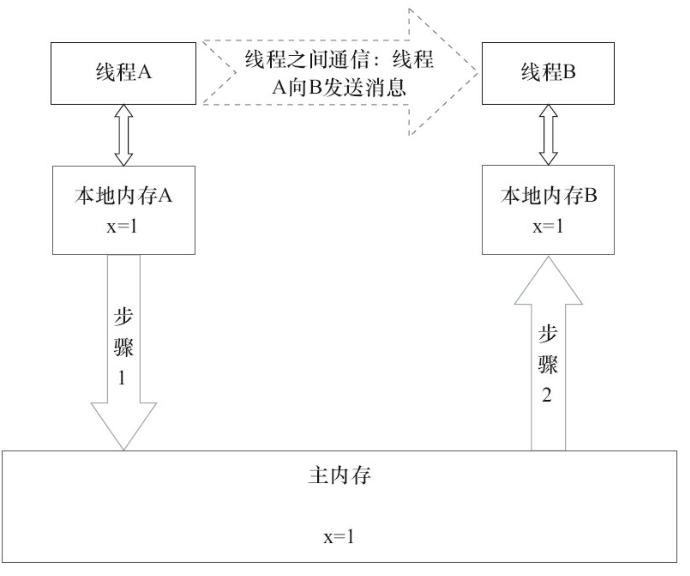 线程A
线程之间通信：线程
A向B发送消息
线程B
本地内存A
x=1
本地内存B
x=1
步
骤
1
步
骤
2
主内存
x=1